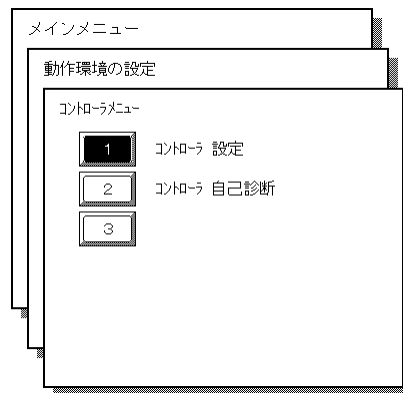 メインメニュー
動作環境の設定
ｺﾝﾄﾛｰﾗﾒﾆｭｰ
1 ｺﾝﾄﾛｰﾗ 設定
2 ｺﾝﾄﾛｰﾗ 自己診断
3